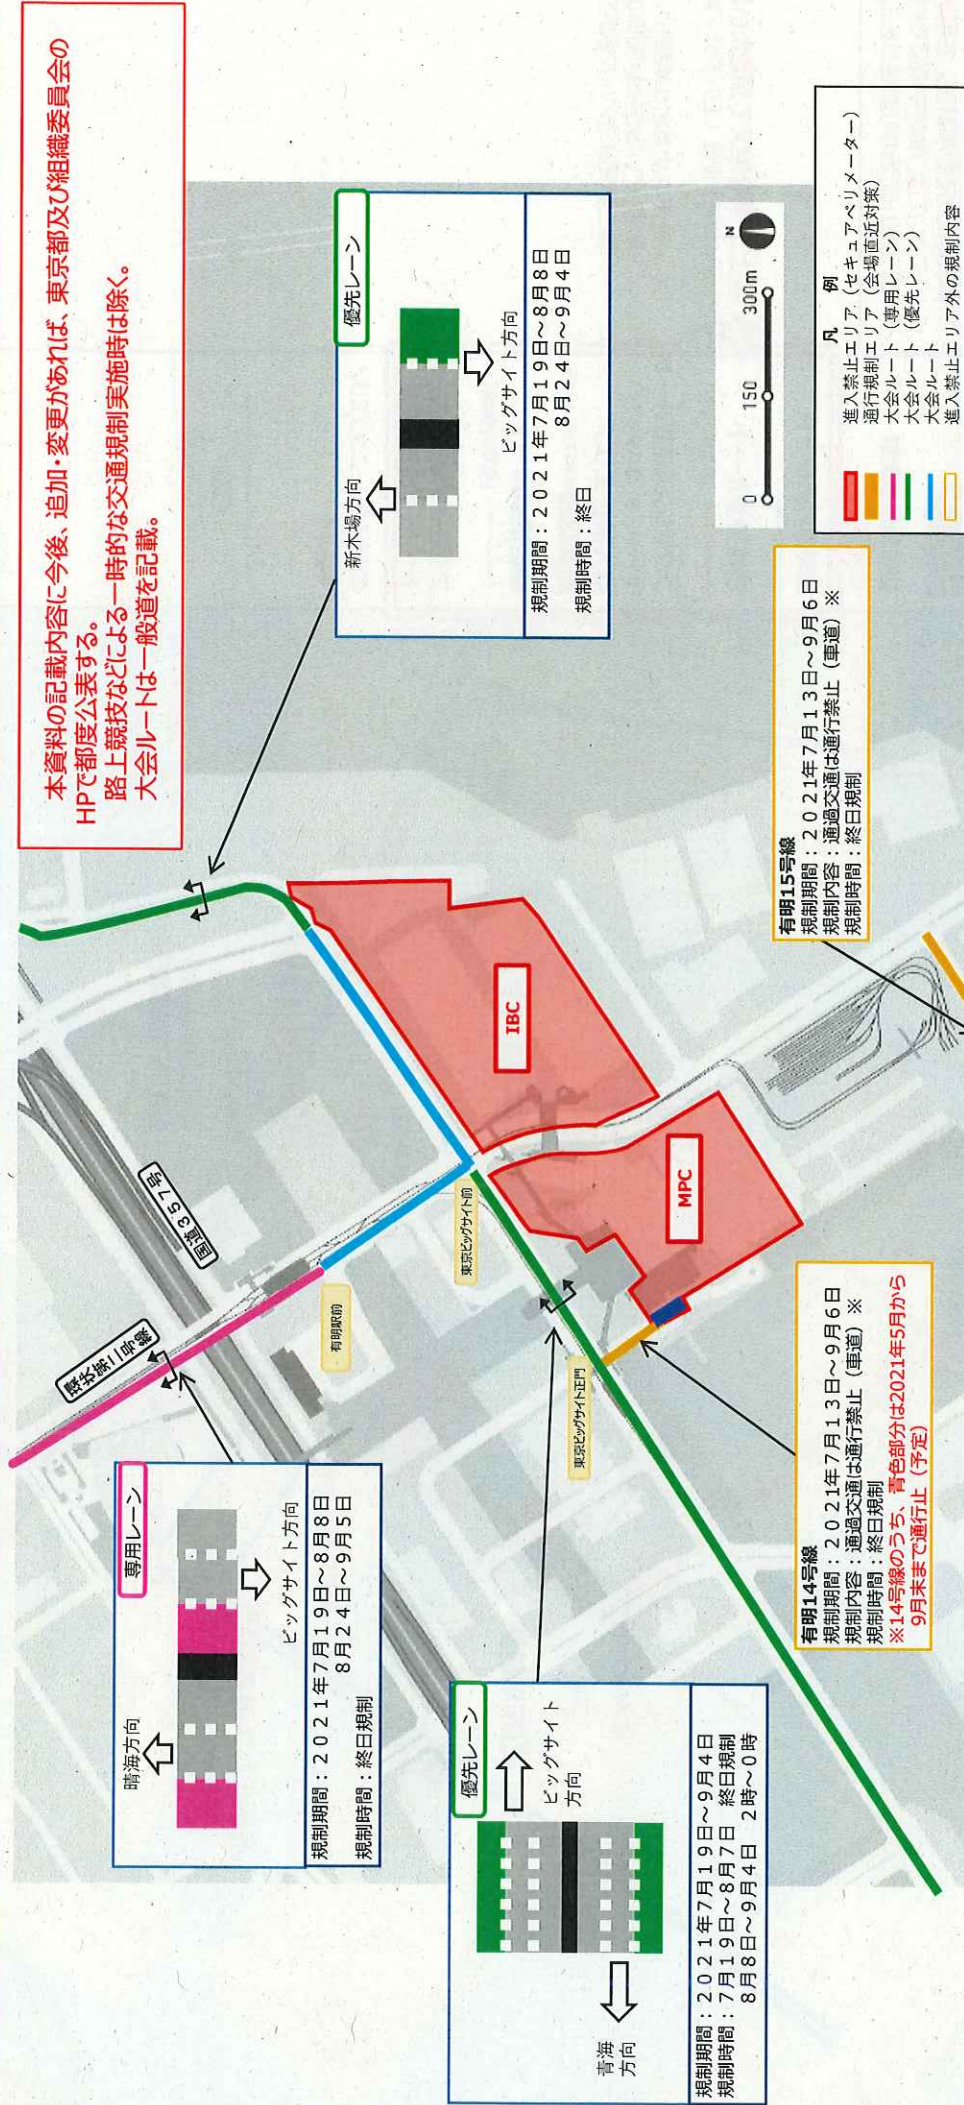 本資料の記載内容に今後、追加・変更があれば、東京都及び組織委員会の
HPで都度公表する。
路上競技などによる一時的な交通規制実施時は除く。
大会ルートは一般道を記載。
専用レーン
晴海方向
ビッグサイト方向
規制期間：2021年7月19日～8月8日
8月24日～9月5日
規制時間：終日規制
環状第二号線
国道357号
有明駅前
東京ビッグサイト前
東京ビッグサイト正門
IBC
MPC
優先レーン
新木場方向
ビッグサイト方向
規制期間：2021年7月19日～8月8日
8月24日～9月4日
規制時間：終日
優先レーン
ビッグサイト
方向
青海
方向
規制期間：2021年7月19日～9月4日
規制時間：7月19日～8月7日 終日規制
8月8日～9月4日 2時～0時
有明14号線
規制期間：2021年7月13日～9月6日
規制内容：通過交通は通行禁止（車道）※
規制時間：終日規制
※14号線のうち、青色部分は2021年5月から
9月末まで通行止（予定）
有明15号線
規制期間：2021年7月13日～9月6日
規制内容：通過交通は通行禁止（車道）※
規制時間：終日規制
N
0 150 300m
凡 例
進入禁止エリア（セキュアペリメーター）
通行規制エリア（会場直近対策）
大会ルート（専用レーン）
大会ルート（優先レーン）
大会ルート
進入禁止エリア外の規制内容